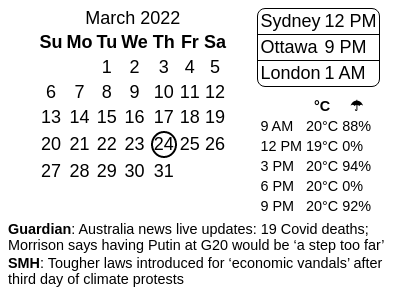 March 2022
Su Mo Tu We Th Fr Sa
1 2 3 4 5
6 7 8 9 10 11 12
13 14 15 16 17 18 19
20 21 22 23 24 25 26
27 28 29 30 31
Sydney 12 PM
Ottawa 9 PM
London 1 AM
°C ☂
9 AM 20°C 88%
12 PM 19°C 0%
3 PM 20°C 94%
6 PM 20°C 0%
9 PM 20°C 92%
Guardian: Australia news live updates: 19 Covid deaths;
Morrison says having Putin at G20 would be ‘a step too far’
SMH: Tougher laws introduced for ‘economic vandals’ after
third day of climate protests